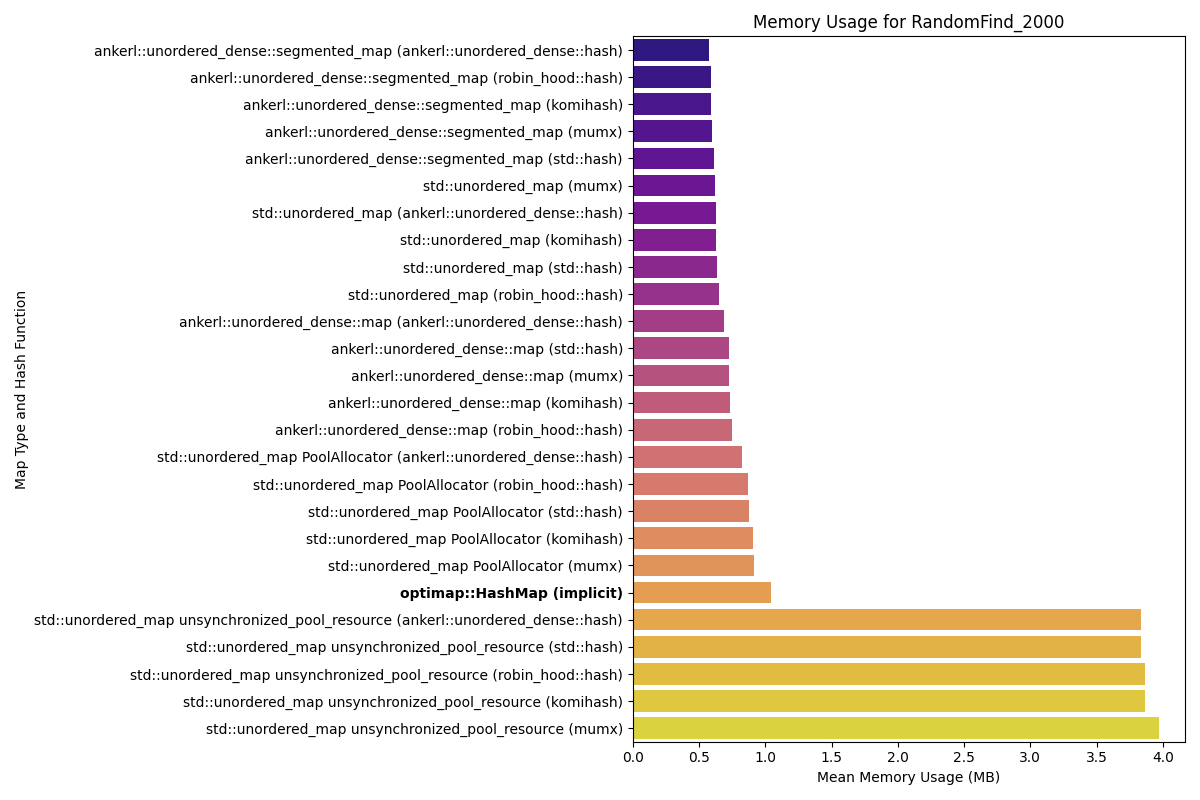 Memory Usage for RandomFind_2000
Map Type and Hash Function
ankerl::unordered_dense::segmented_map (ankerl::unordered_dense::hash)
ankerl::unordered_dense::segmented_map (robin_hood::hash)
ankerl::unordered_dense::segmented_map (komihash)
ankerl::unordered_dense::segmented_map (mumx)
ankerl::unordered_dense::segmented_map (std::hash)
std::unordered_map (mumx)
std::unordered_map (ankerl::unordered_dense::hash)
std::unordered_map (komihash)
std::unordered_map (std::hash)
std::unordered_map (robin_hood::hash)
ankerl::unordered_dense::map (ankerl::unordered_dense::hash)
ankerl::unordered_dense::map (std::hash)
ankerl::unordered_dense::map (mumx)
ankerl::unordered_dense::map (komihash)
ankerl::unordered_dense::map (robin_hood::hash)
std::unordered_map PoolAllocator (ankerl::unordered_dense::hash)
std::unordered_map PoolAllocator (robin_hood::hash)
std::unordered_map PoolAllocator (std::hash)
std::unordered_map PoolAllocator (komihash)
std::unordered_map PoolAllocator (mumx)
optimap::HashMap (implicit)
std::unordered_map unsynchronized_pool_resource (ankerl::unordered_dense::hash)
std::unordered_map unsynchronized_pool_resource (std::hash)
std::unordered_map unsynchronized_pool_resource (robin_hood::hash)
std::unordered_map unsynchronized_pool_resource (komihash)
std::unordered_map unsynchronized_pool_resource (mumx)
0.0 0.5 1.0 1.5 2.0 2.5 3.0 3.5 4.0
Mean Memory Usage (MB)